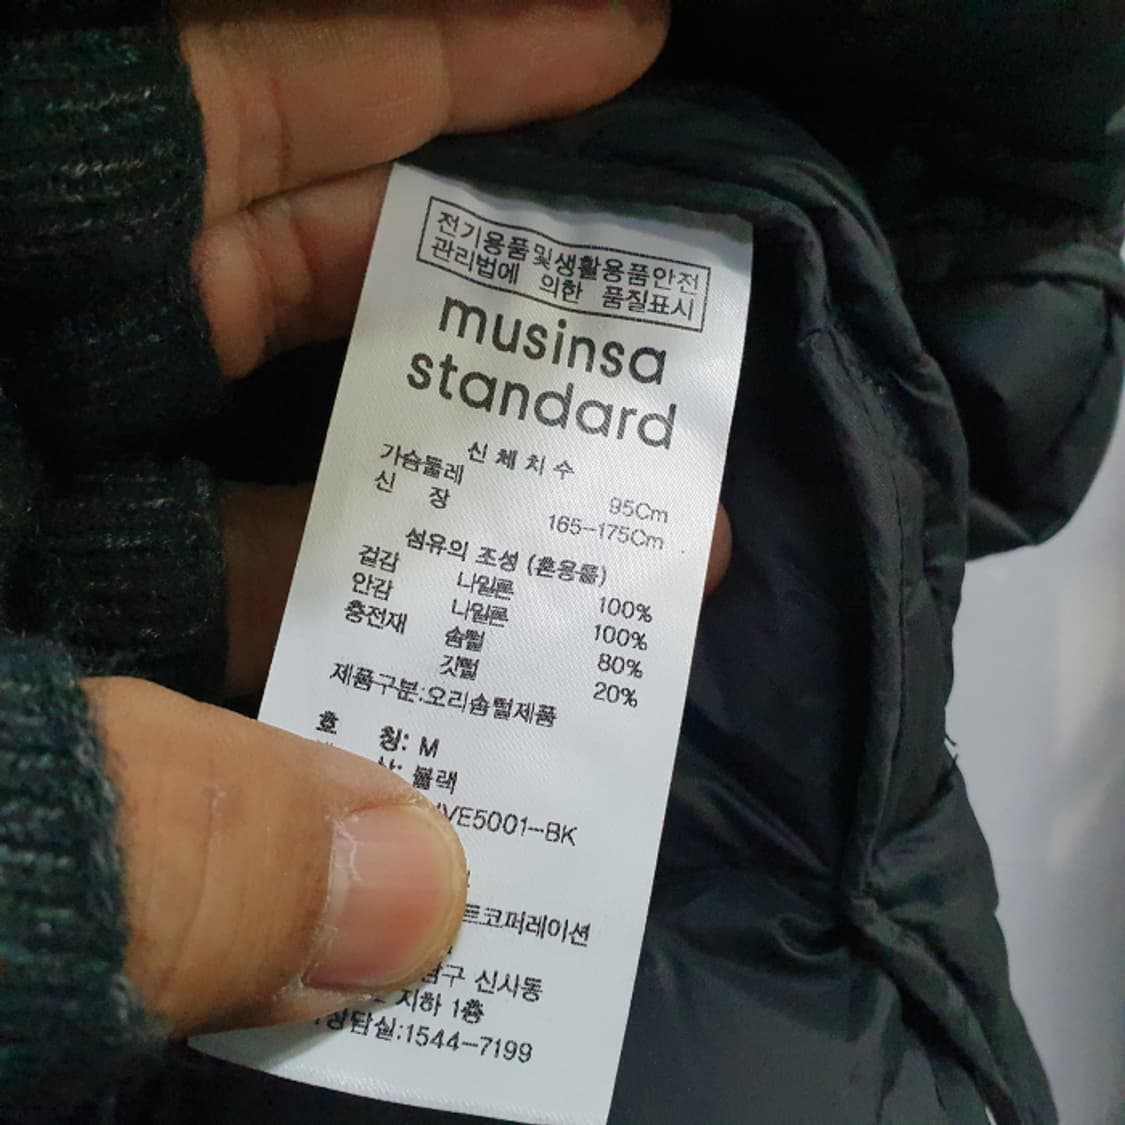 전기용품및생활용품안전
관리법에 의한 품질표시
musinsa
standard
신체치수
가슴둘레 95Cm
신 장 165-175Cm
섬유의 조성 (혼용률)
겉감 나일론 100%
안감 나일론 100%
충전재 솜털 80%
깃털 20%
제품구분:오리솜털제품
호 칭: M
블랙
VE5001-BK
트코퍼레이션
신사동
지하 1층
상담실:1544-7199